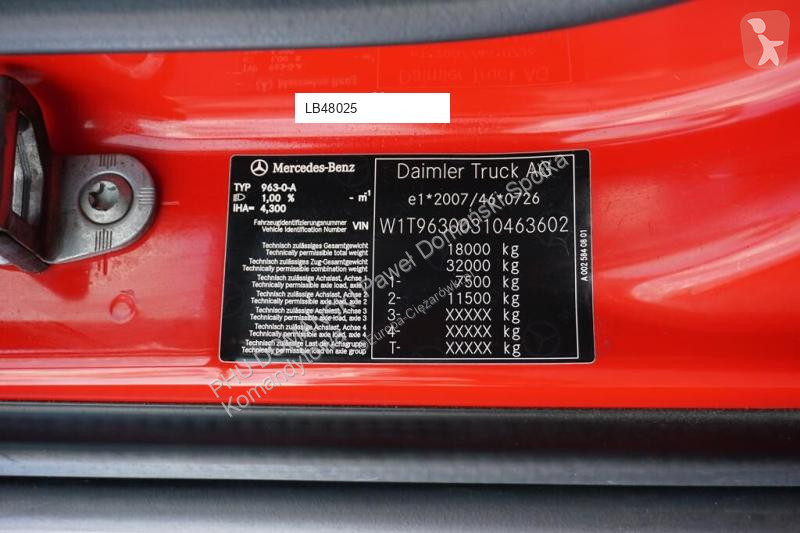 LB48025
Mercedes-Benz
TYP 963-0-A
1,00 % - m⁻¹
iHA= 4,300
Fahrzeugidentifizierungsnummer
Vehicle Identification Number VIN
Technisch zulässiges Gesamtgewicht
Technically permissible total weight
Technisch zulässiges Zug-Gesamtgewicht
Technically permissible combination weight
Technisch zulässige Achslast, Achse 1
Technically permissible axle load, axle 1
Technisch zulässige Achslast, Achse 2
Technically permissible axle load, axle 2
Technisch zulässige Achslast, Achse 3
Technically permissible axle load, axle 3
Technisch zulässige Achslast, Achse 4
Technically permissible axle load, axle 4
Technisch zulässige Last der Achsgruppe
Technically permissible load on axle group
Daimler Truck AG
e1*2007/46*0726
W1T96300310463602
18000 kg
32000 kg
1- 7500 kg
2- 11500 kg
3- XXXXX kg
4- XXXXX kg
T- XXXXX kg
A 002 584 08 01